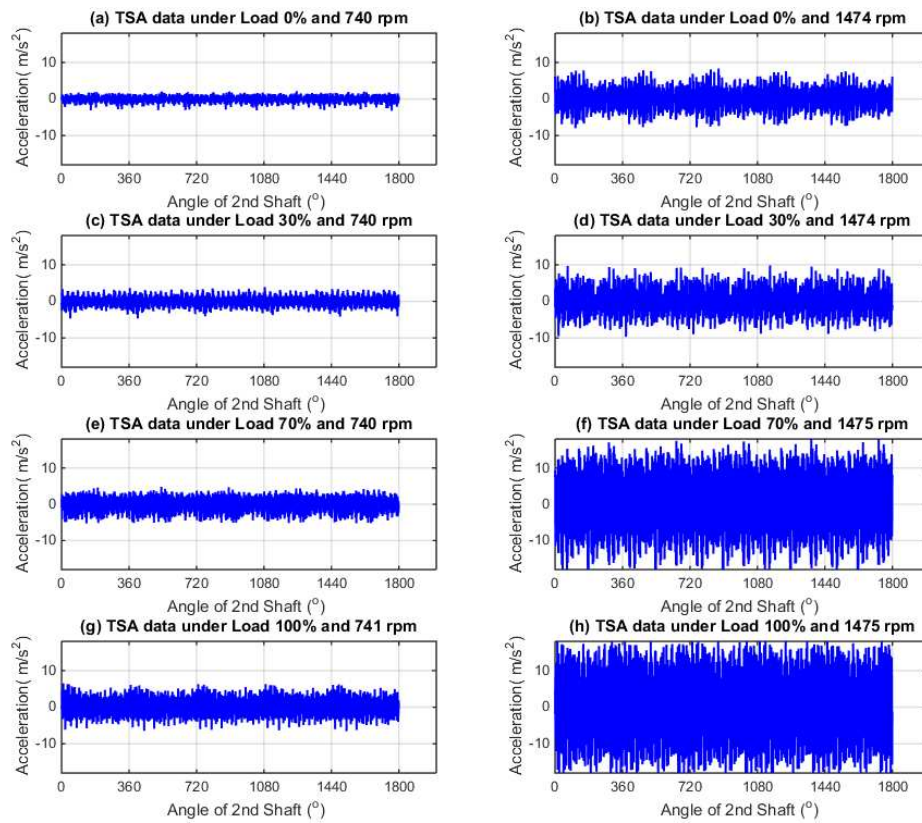 (a) TSA data under Load 0% and 740 rpm
Acceleration( m/s²)
10
0
-10
0 360 720 1080 1440 1800
Angle of 2nd Shaft (°)
(b) TSA data under Load 0% and 1474 rpm
Acceleration( m/s²)
10
0
-10
0 360 720 1080 1440 1800
Angle of 2nd Shaft (°)
(c) TSA data under Load 30% and 740 rpm
Acceleration( m/s²)
10
0
-10
0 360 720 1080 1440 1800
Angle of 2nd Shaft (°)
(d) TSA data under Load 30% and 1474 rpm
Acceleration( m/s²)
10
0
-10
0 360 720 1080 1440 1800
Angle of 2nd Shaft (°)
(e) TSA data under Load 70% and 740 rpm
Acceleration( m/s²)
10
0
-10
0 360 720 1080 1440 1800
Angle of 2nd Shaft (°)
(f) TSA data under Load 70% and 1475 rpm
Acceleration( m/s²)
10
0
-10
0 360 720 1080 1440 1800
Angle of 2nd Shaft (°)
(g) TSA data under Load 100% and 741 rpm
Acceleration( m/s²)
10
0
-10
0 360 720 1080 1440 1800
Angle of 2nd Shaft (°)
(h) TSA data under Load 100% and 1475 rpm
Acceleration( m/s²)
10
0
-10
0 360 720 1080 1440 1800
Angle of 2nd Shaft (°)